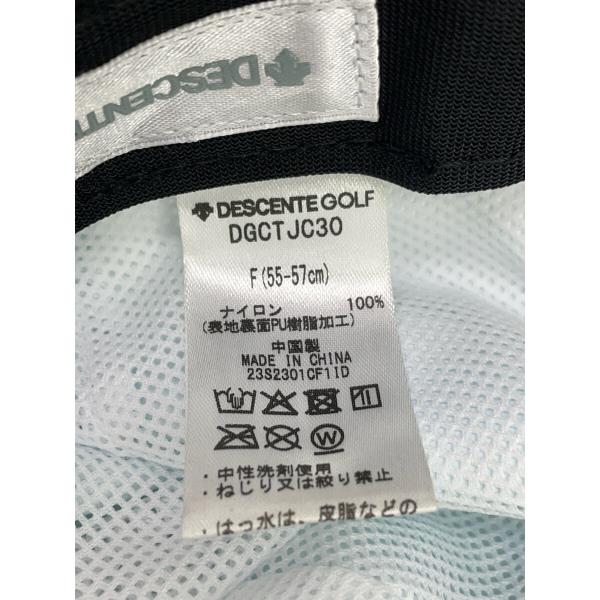 DESCENTE
DESCENTE GOLF
DGCTJC30
F(55-57cm)
ナイロン 100%
(表地裏面PU樹脂加工)
中国製
MADE IN CHINA
23S2301CF1ID
W
・中性洗剤使用
・ねじり又は絞り禁止
・はっ水は、皮脂などの